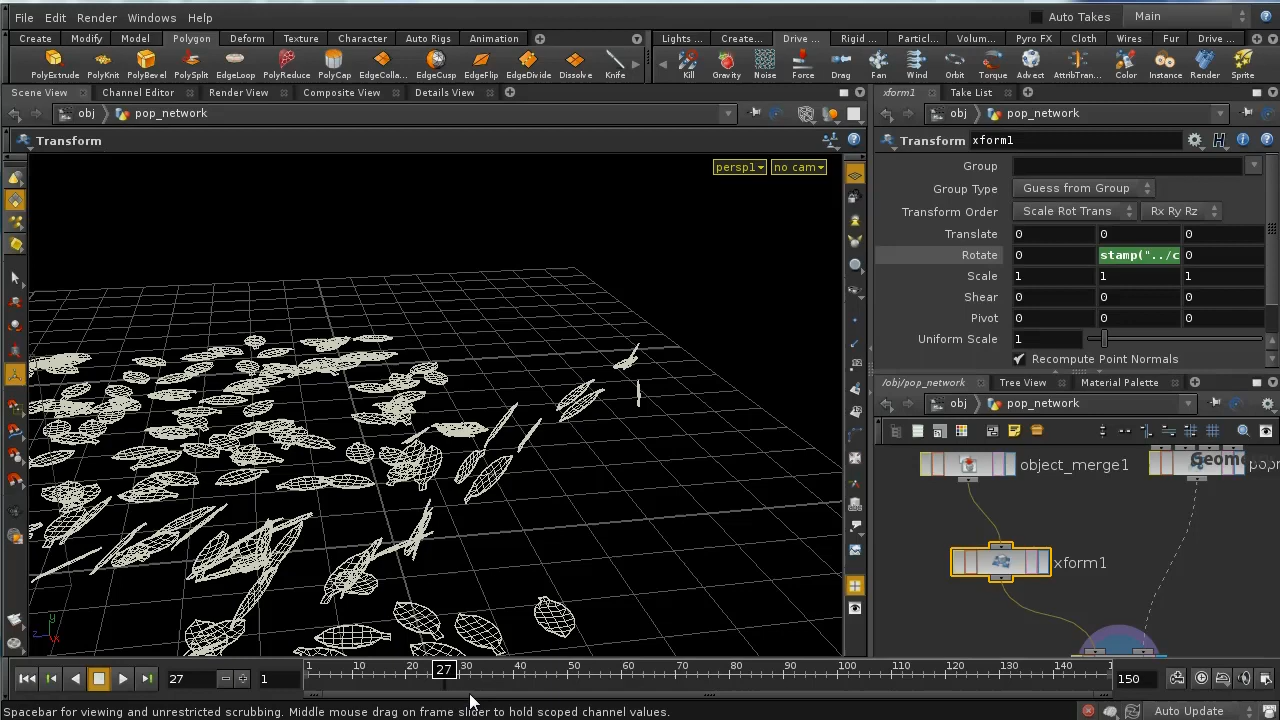 File Edit Render Windows Help Auto Takes Main
Create Modify Model Polygon Deform Texture Character Auto Rigs Animation Lights ... Create... Drive ... Rigid ... Particl... Volum... Pyro FX Cloth Wires Fur Drive ...
PolyExtrude PolyKnit PolyBevel PolySplit EdgeLoop PolyReduce PolyCap EdgeColla... EdgeCusp EdgeFlip EdgeDivide Dissolve Knife Kill Gravity Noise Force Drag Fan Wind Orbit Torque Advect AttribTran... Color Instance Render Sprite
Scene View Channel Editor Render View Composite View Details View xform1 Take List
obj pop_network obj pop_network
Transform Transform xform1
persp1 no cam
Group
Group Type Guess from Group
Transform Order Scale Rot Trans Rx Ry Rz
Translate 0 0 0
Rotate 0 stamp("../c 0
Scale 1 1 1
Shear 0 0 0
Pivot 0 0 0
Uniform Scale 1
Recompute Point Normals
/obj/pop_network Tree View Material Palette
obj pop_network
object_merge1 Geome
xform1
y
z x
27 1 1 10 20 27 30 40 50 60 70 80 90 100 110 120 130 140 1 150
Spacebar for viewing and unrestricted scrubbing. Middle mouse drag on frame slider to hold scoped channel values. Auto Update